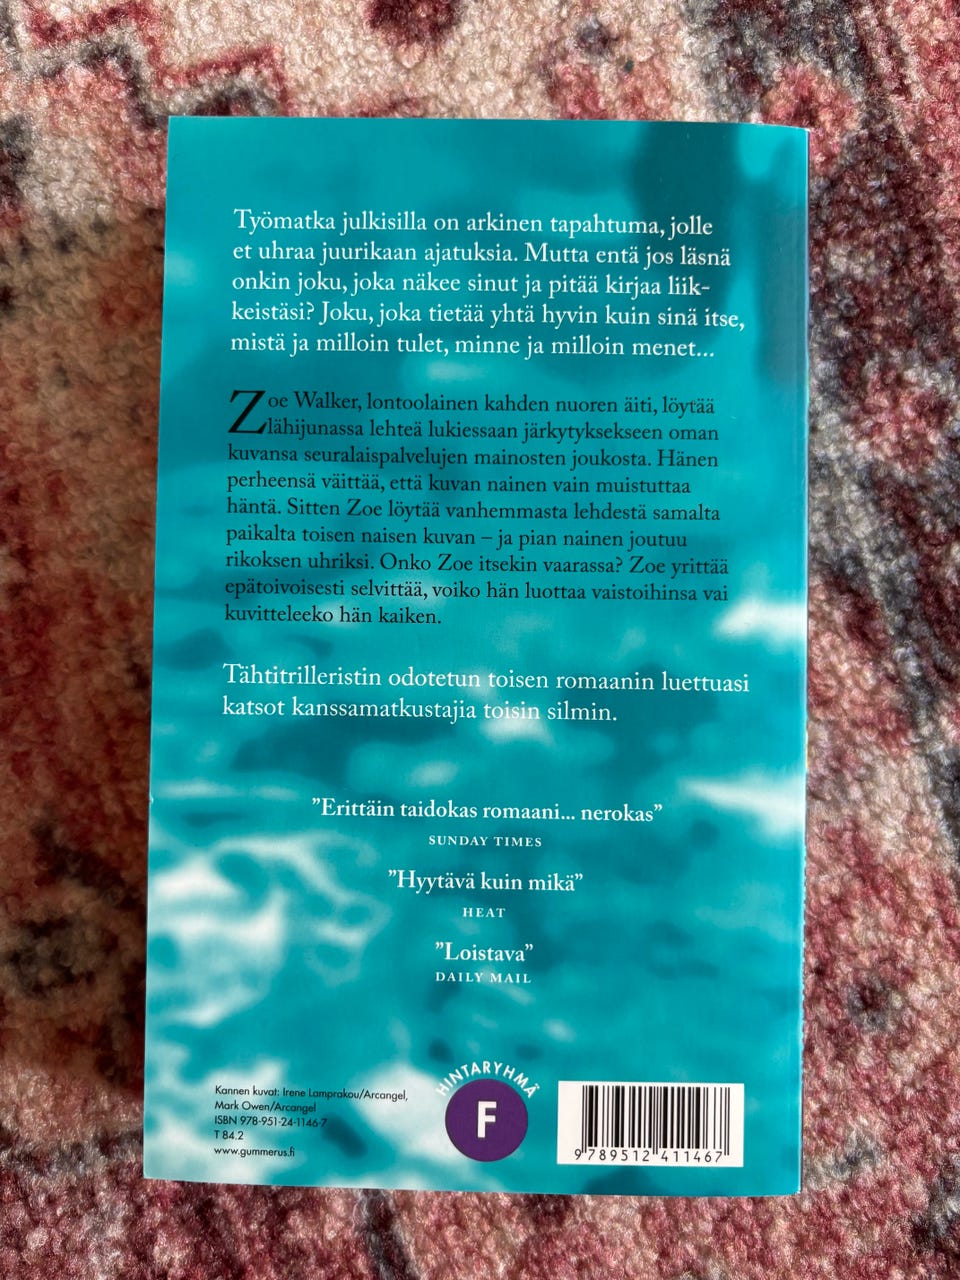 Työmatka julkisilla on arkinen tapahtuma, jolle
et uhraa juurikaan ajatuksia. Mutta entä jos läsnä
onkin joku, joka näkee sinut ja pitää kirjaa liik-
keistäsi? Joku, joka tietää yhtä hyvin kuin sinä itse,
mistä ja milloin tulet, minne ja milloin menet...
Zoe Walker, lontoolainen kahden nuoren äiti, löytää
lähijunassa lehteä lukiessaan järkytyksekseen oman
kuvansa seuralaispalvelujen mainosten joukosta. Hänen
perheensä väittää, että kuvan nainen vain muistuttaa
häntä. Sitten Zoe löytää vanhemmasta lehdestä samalta
paikalta toisen naisen kuvan – ja pian nainen joutuu
rikoksen uhriksi. Onko Zoe itsekin vaarassa? Zoe yrittää
epätoivoisesti selvittää, voiko hän luottaa vaistoihinsa vai
kuvitteleeko hän kaiken.
Tähtitrilleristin odotetun toisen romaanin luettuasi
katsot kanssamatkustajia toisin silmin.
”Erittäin taidokas romaani... nerokas”
SUNDAY TIMES
”Hyytävä kuin mikä”
HEAT
”Loistava”
DAILY MAIL
Kannen kuvat: Irene Lamprakou/Arcangel,
Mark Owen/Arcangel
ISBN 978-951-24-1146-7
T 84.2
www.gummerus.fi
HINTARYHMÄ
F
9 789512 411467